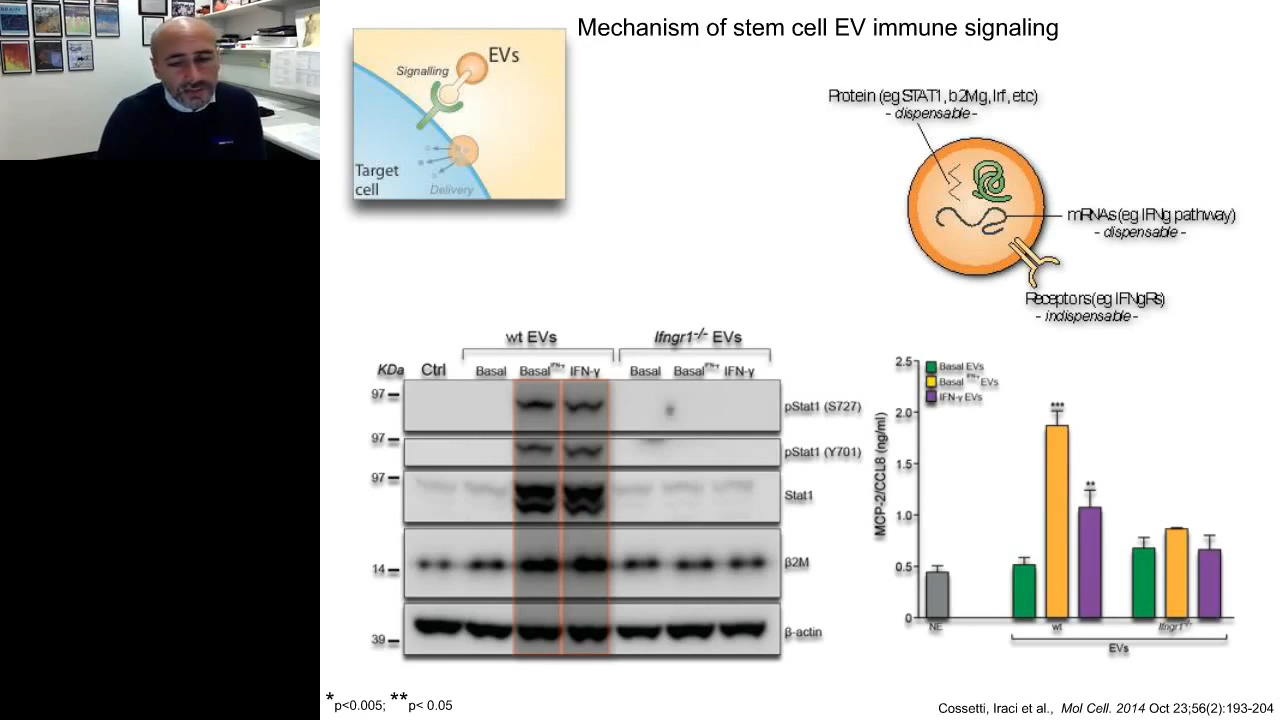 Mechanism of stem cell EV immune signaling
EVs
Signalling
Target
cell
Delivery
Protein (eg STAT1, b2Mg, Irf, etc)
- dispensable -
mRNAs (eg IFNg pathway)
- dispensable -
Receptors (eg IFNgRs)
- indispensable -
wt EVs
Ifngr1-/- EVs
KDa
Ctrl
Basal
Basal IFN-γ
IFN-γ
Basal
Basal IFN-γ
IFN-γ
97
pStat1 (S727)
97
pStat1 (Y701)
97
Stat1
14
β2M
39
β-actin
Basal EVs
Basal IFN-γ EVs
IFN-γ EVs
MCP-2/CCL8 (ng/ml)
2.5
2.0
1.5
1.0
0.5
0
***
**
NE
wt
Ifngr1-/-
EVs
*p<0.005; **p< 0.05
Cossetti, Iraci et al., Mol Cell. 2014 Oct 23;56(2):193-204